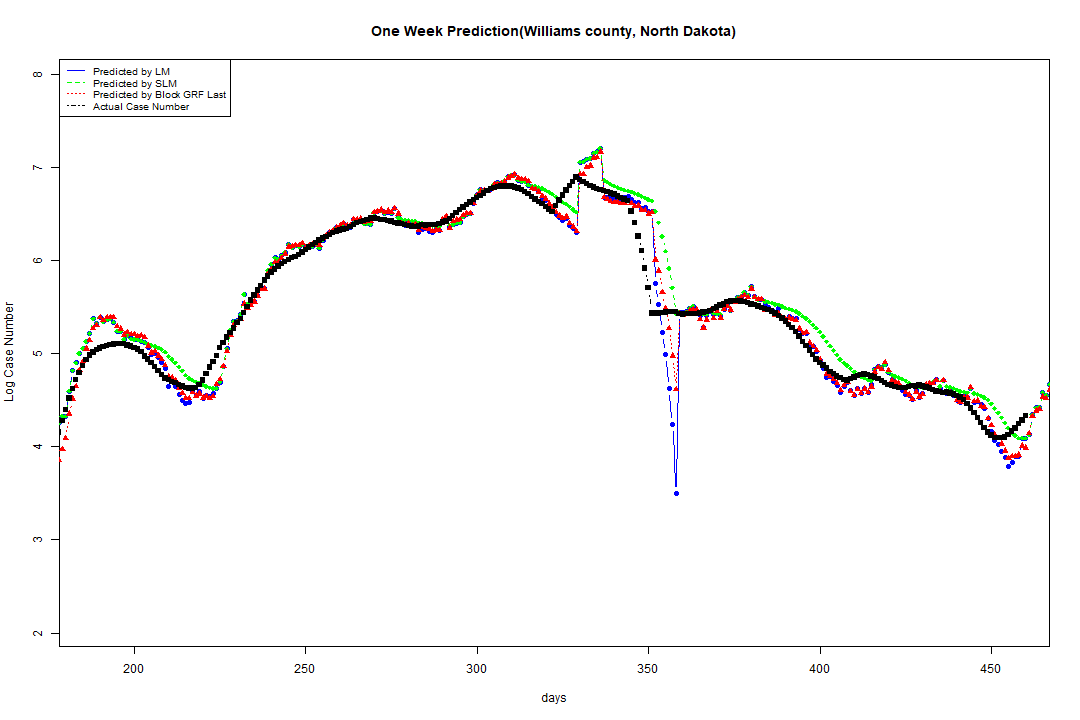 One Week Prediction(Williams county, North Dakota)
Predicted by LM
Predicted by SLM
Predicted by Block GRF Last
Actual Case Number
8
7
6
5
4
3
2
Log Case Number
200 250 300 350 400 450
days